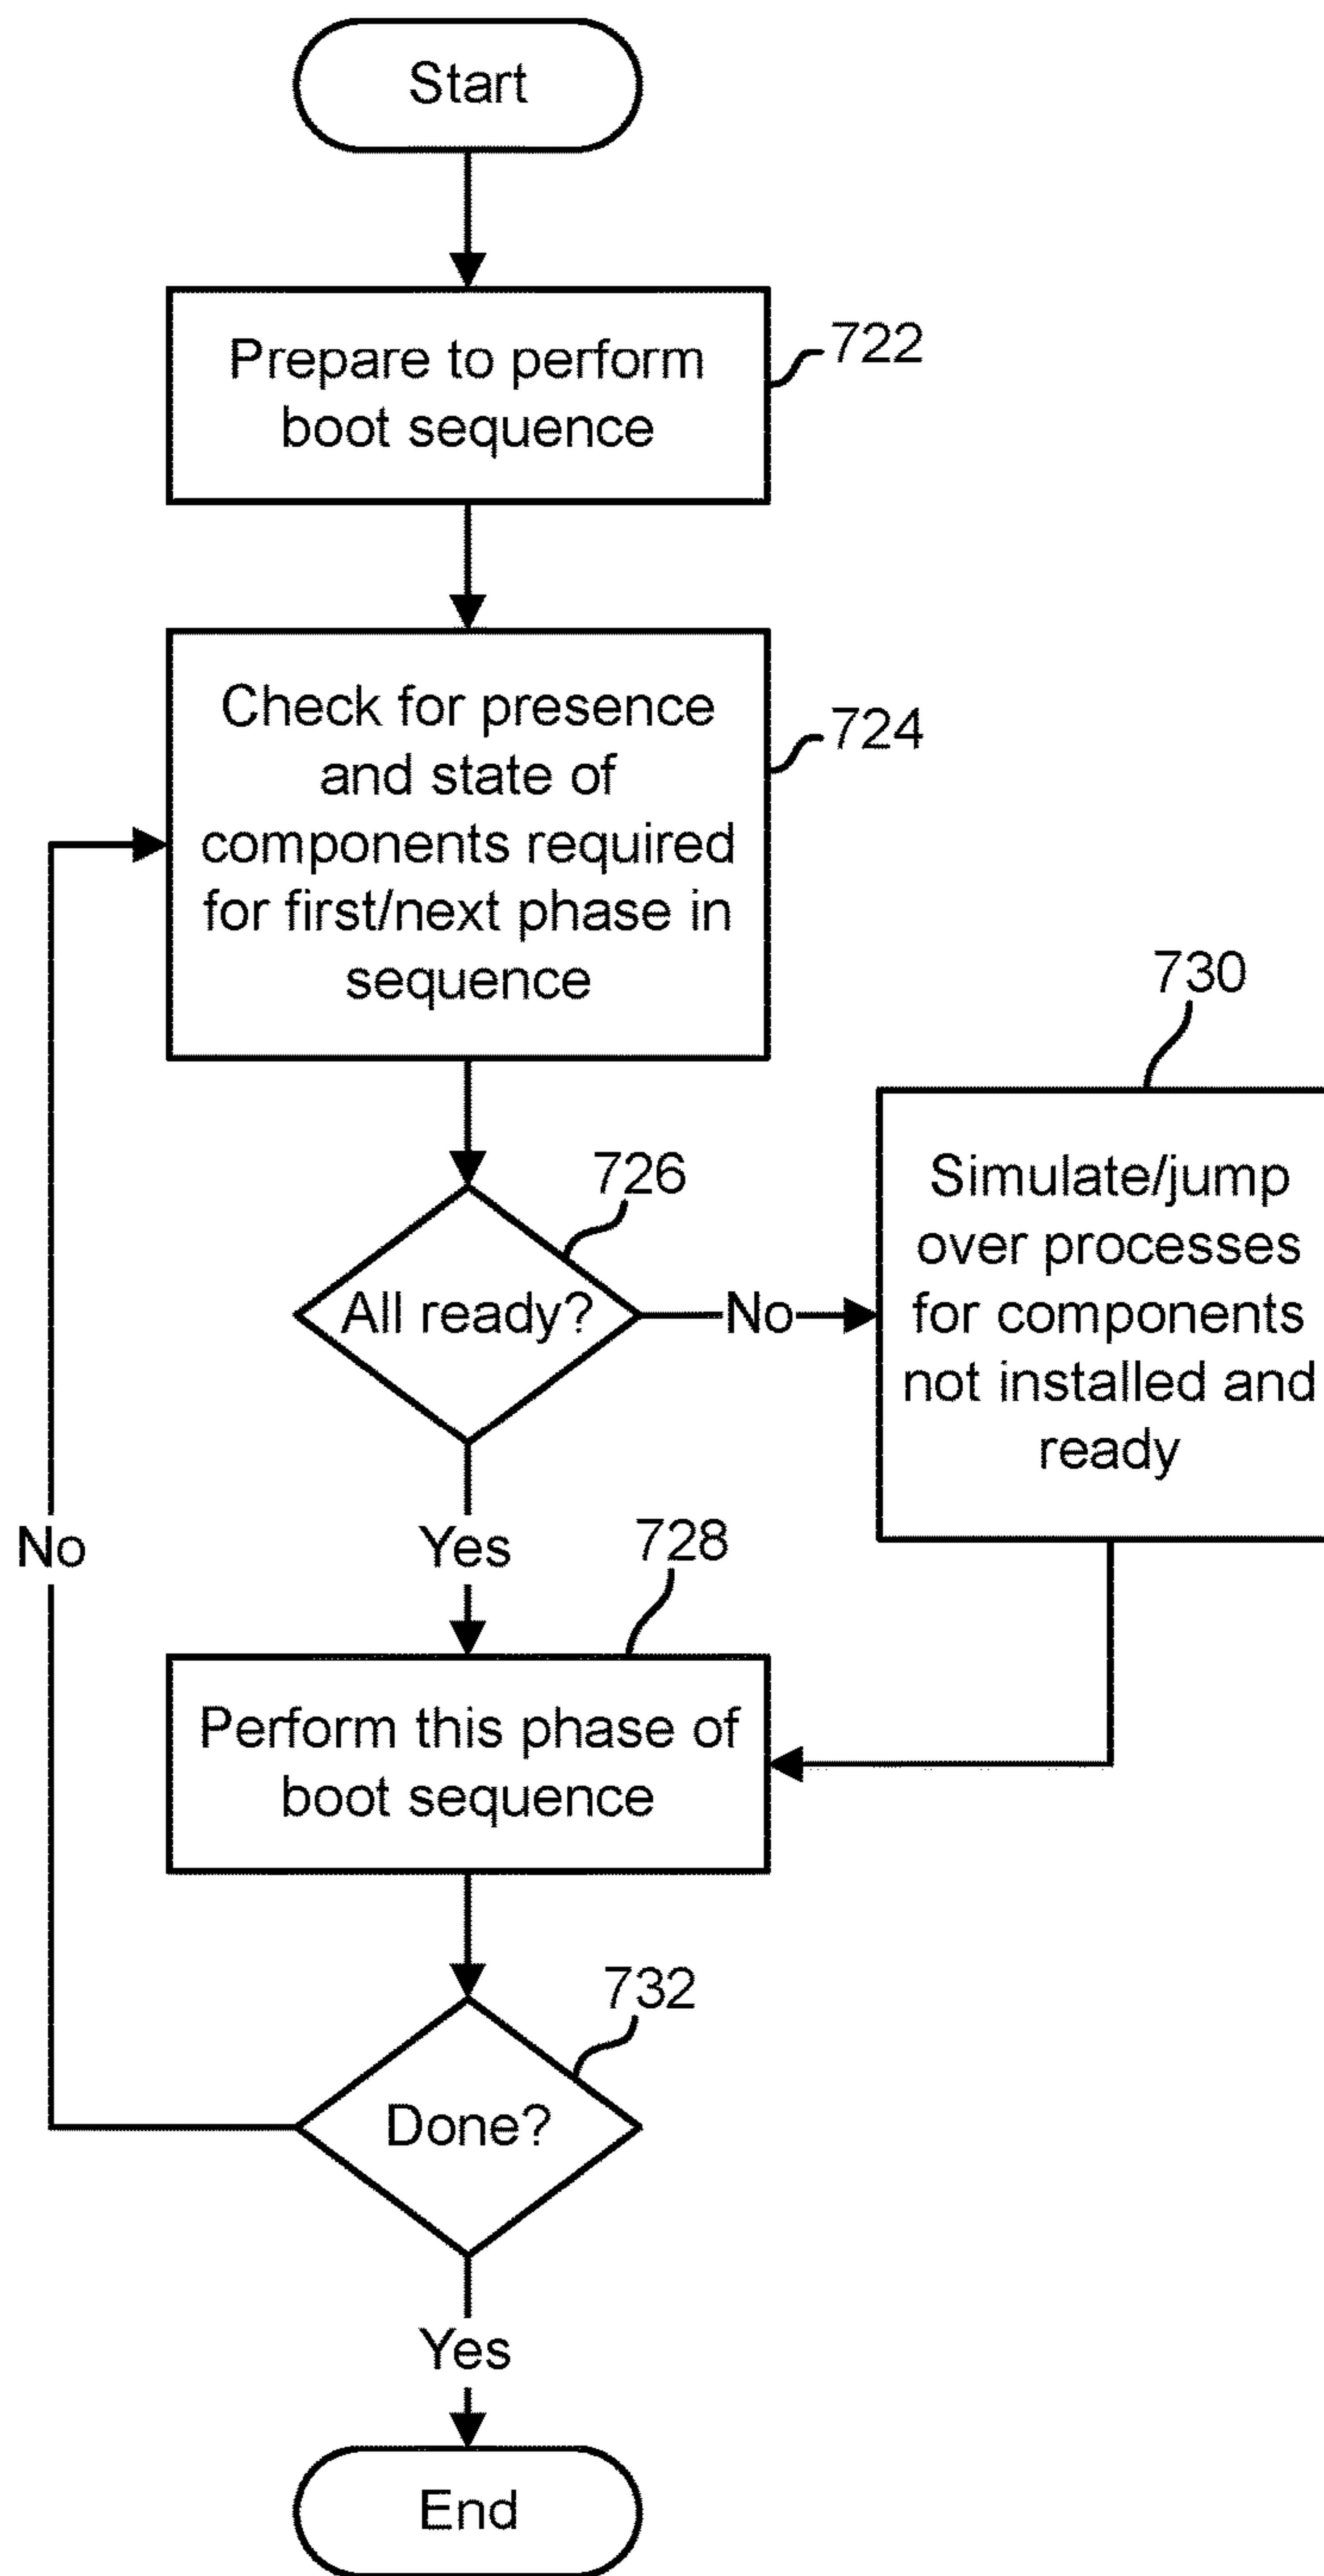 Start
Prepare to perform
boot sequence
722
Check for presence
and state of
components required
for first/next phase in
sequence
724
726
All ready?
No
730
Simulate/jump
over processes
for components
not installed and
ready
Yes
No
728
Perform this phase of
boot sequence
732
Done?
Yes
End